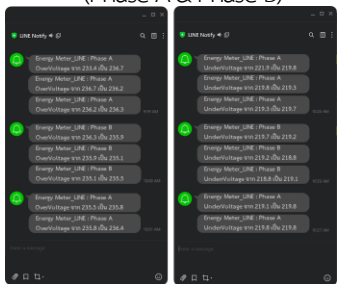 (Phase A & Phase B)
LINE Notify
Energy Meter_LINE : Phase A
OverVoltage จาก 233.4 เป็น 236.7
Energy Meter_LINE : Phase A
OverVoltage จาก 236.7 เป็น 236.2
Energy Meter_LINE : Phase A
OverVoltage จาก 236.2 เป็น 236.3
Energy Meter_LINE : Phase B
OverVoltage จาก 236.3 เป็น 235.9
Energy Meter_LINE : Phase B
OverVoltage จาก 235.9 เป็น 235.1
Energy Meter_LINE : Phase B
OverVoltage จาก 235.1 เป็น 235.5
Energy Meter_LINE : Phase A
OverVoltage จาก 235.5 เป็น 235.8
Energy Meter_LINE : Phase A
OverVoltage จาก 235.8 เป็น 236.4
LINE Notify
Energy Meter_LINE : Phase A
UnderVoltage จาก 221.9 เป็น 219.8
Energy Meter_LINE : Phase A
UnderVoltage จาก 219.8 เป็น 219.3
Energy Meter_LINE : Phase A
UnderVoltage จาก 219.3 เป็น 219.7
Energy Meter_LINE : Phase B
UnderVoltage จาก 219.7 เป็น 219.2
Energy Meter_LINE : Phase B
UnderVoltage จาก 219.2 เป็น 218.8
Energy Meter_LINE : Phase B
UnderVoltage จาก 218.8 เป็น 219.1
Energy Meter_LINE : Phase A
UnderVoltage จาก 219.1 เป็น 219.8
Energy Meter_LINE : Phase A
UnderVoltage จาก 219.8 เป็น 219.8